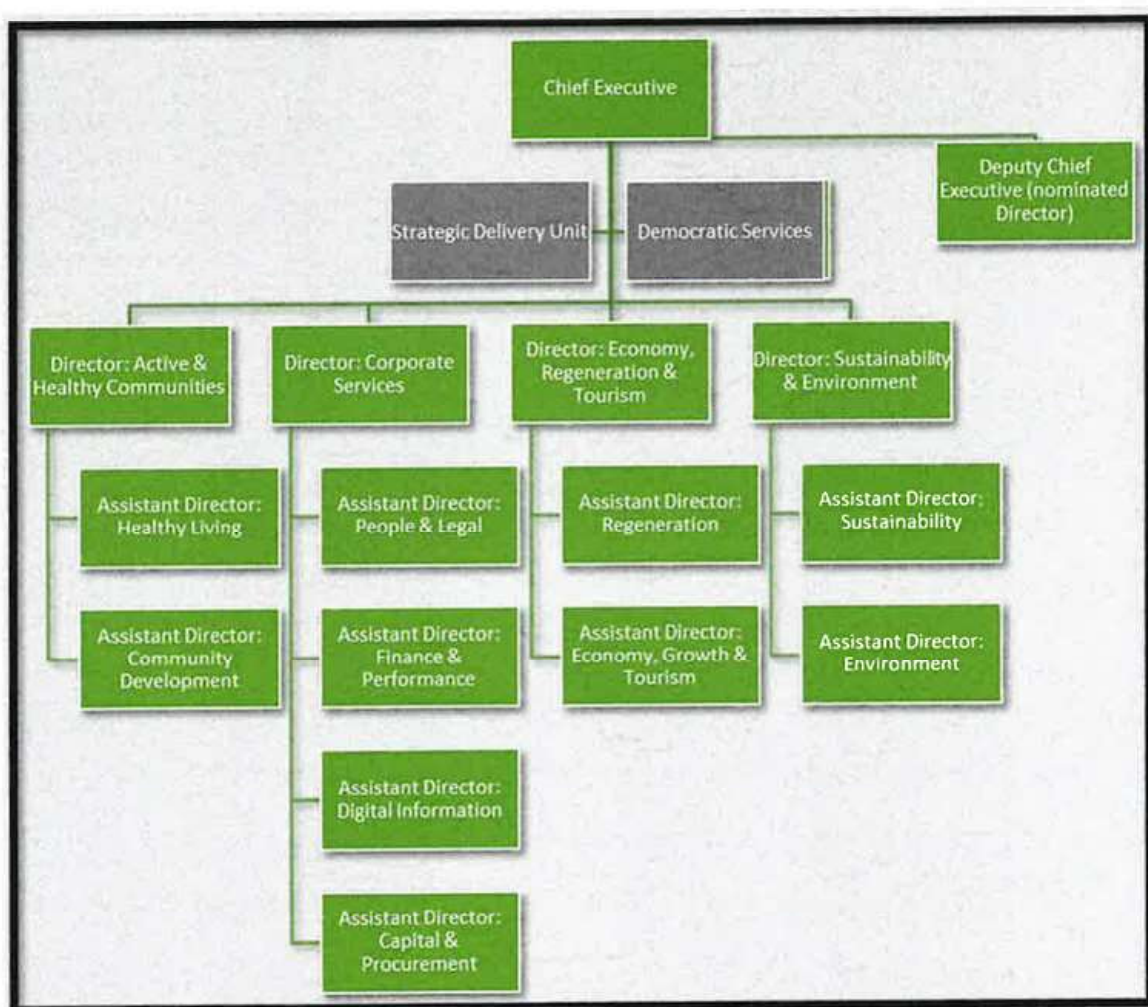 Chief Executive
Deputy Chief
Executive (nominated
Director)
Strategic Delivery Unit
Democratic Services
Director: Active &
Healthy Communities
Director: Corporate
Services
Director: Economy,
Regeneration &
Tourism
Director: Sustainability
& Environment
Assistant Director:
Healthy Living
Assistant Director:
People & Legal
Assistant Director:
Regeneration
Assistant Director:
Sustainability
Assistant Director:
Community
Development
Assistant Director:
Finance &
Performance
Assistant Director:
Economy, Growth &
Tourism
Assistant Director:
Environment
Assistant Director:
Digital Information
Assistant Director:
Capital &
Procurement